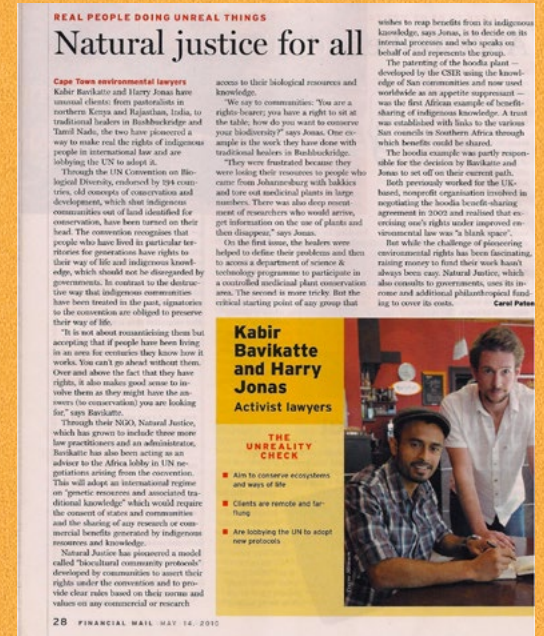 REAL PEOPLE DOING UNREAL THINGS
Natural justice for all
Cape Town environmental lawyers
Kabir Bavikatte and Harry Jonas have
unusual clients: from pastoralists in
northern Kenya and Rajasthan, India, to
traditional healers in Bushbuckridge and
Tamil Nado, the two have pioneered a
way to make real the rights of indigenous
people in international law and are
lobbying the UN to adopt it.
Through the UN Convention on Bio-
logical Diversity, endorsed by 194 coun-
tries, old concepts of conservation and
development, which shut indigenous
communities out of land identified for
conservation, have been turned on their
head. The convention recognises that
people who have lived in particular ter-
ritories for generations have rights to
their way of life and indigenous knowl-
edge, which should not be disregarded by
governments. In contrast to the destruc-
tive way that indigenous communities
have been treated in the past, signatories
to the convention are obliged to preserve
their way of life.
"It is not about romanticising them but
accepting that if people have been living
in an area for centuries they know how it
works. You can't go ahead without them.
Over and above the fact that they have
rights, it also makes good sense to in-
volve them as they might have the an-
swers (to conservation) you are looking
for," says Bavikatte.
Through their NGO, Natural Justice,
which has grown to include three more
law practitioners and an administrator,
Bavikatte has also been acting as an
adviser to the Africa lobby in UN ne-
gotiations arising from the convention.
This will adopt an international regime
on "genetic resources and associated tra-
ditional knowledge" which would require
the consent of states and communities
and the sharing of any research or com-
mercial benefits generated by indigenous
resources and knowledge.
Natural Justice has pioneered a model
called "biocultural community protocols"
developed by communities to assert their
rights under the convention and to pro-
vide clear rules based on their norms and
values on any commercial or research
access to their biological resources and
knowledge.
"We say to communities: 'You are a
rights-bearer; you have a right to sit at
the table; how do you want to conserve
your biodiversity?'" says Jonas. One ex-
ample is the work they have done with
traditional healers in Bushbuckridge.
"They were frustrated because they
were losing their resources to people who
came from Johannesburg with bakkies
and tore out medicinal plants in large
numbers. There was also deep resent-
ment of researchers who would arrive,
get information on the use of plants and
then disappear," says Jonas.
On the first issue, the healers were
helped to define their problems and then
to access a department of science &
technology programme to participate in
a controlled medicinal plant conservation
area. The second is more tricky. But the
critical starting point of any group that
wishes to reap benefits from its indigenous
knowledge, says Jonas, is to decide on its
internal processes and who speaks on
behalf of and represents the group.
The patenting of the hoodia plant —
developed by the CSIR using the knowl-
edge of San communities and now used
worldwide as an appetite suppressant —
was the first African example of benefit-
sharing of indigenous knowledge. A trust
was established with links to the various
San councils in Southern Africa through
which benefits could be shared.
The hoodia example was partly respon-
sible for the decision by Bavikatte and
Jonas to set off on their current path.
Both previously worked for the UK-
based, nonprofit organisation involved in
negotiating the hoodia benefit-sharing
agreement in 2002 and realised that ex-
ercising one's rights under improved en-
vironmental law was "a blank space".
But while the challenge of pioneering
environmental rights has been fascinating,
raising money to fund their work hasn't
always been easy. Natural Justice, which
also consults to governments, uses its in-
come and additional philanthropic fund-
ing to cover its costs. Carol Paton
Kabir
Bavikatte
and Harry
Jonas
Activist lawyers
THE
UNREALITY
CHECK
Aim to conserve ecosystems
and ways of life
Clients are remote and far-
flung
Are lobbying the UN to adopt
new protocols
28 FINANCIAL MAIL MAY 14, 2010